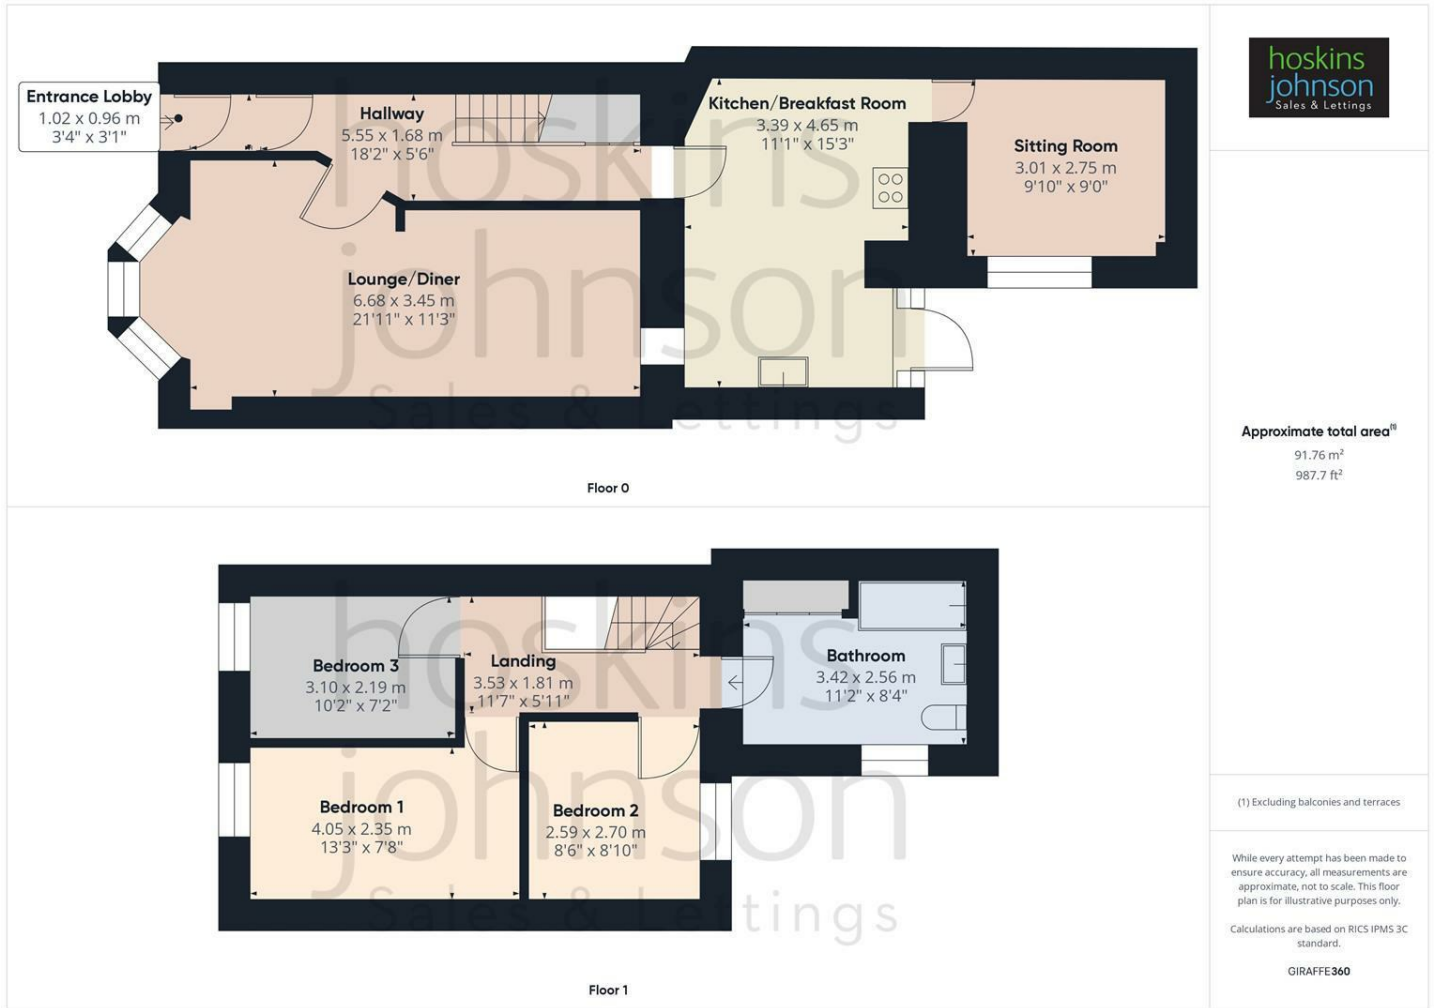 Entrance Lobby
1.02 x 0.96 m
3'4" x 3'1"
Hallway
5.55 x 1.68 m
18'2" x 5'6"
Kitchen/Breakfast Room
3.39 x 4.65 m
11'1" x 15'3"
Sitting Room
3.01 x 2.75 m
9'10" x 9'0"
Lounge/Diner
6.68 x 3.45 m
21'11" x 11'3"
hoskins
johnson
Sales & Lettings
Floor 0
Bedroom 3
3.10 x 2.19 m
10'2" x 7'2"
Landing
3.53 x 1.81 m
11'7" x 5'11"
Bathroom
3.42 x 2.56 m
11'2" x 8'4"
Bedroom 1
4.05 x 2.35 m
13'3" x 7'8"
Bedroom 2
2.59 x 2.70 m
8'6" x 8'10"
hoskins
johnson
Sales & Lettings
Floor 1
hoskins
johnson
Sales & Lettings
Approximate total area(1)
91.76 m²
987.7 ft²
(1) Excluding balconies and terraces
While every attempt has been made to
ensure accuracy, all measurements are
approximate, not to scale. This floor
plan is for illustrative purposes only.
Calculations are based on RICS IPMS 3C
standard.
GIRAFFE360